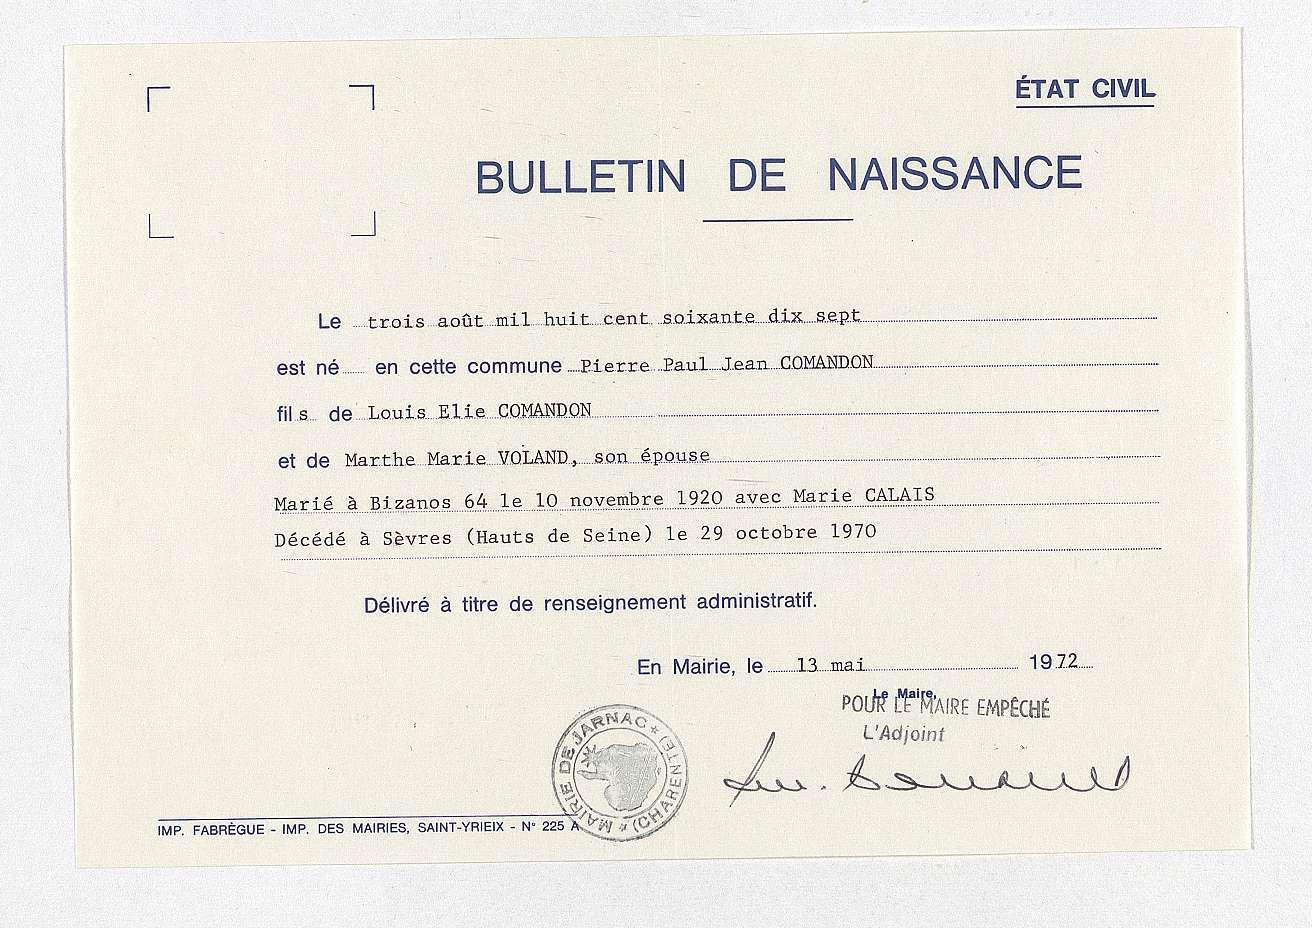 ÉTAT CIVIL
BULLETIN DE NAISSANCE
Le trois août mil huit cent soixante dix sept
est né en cette commune Pierre Paul Jean COMANDON
fils de Louis Elie COMANDON
et de Marthe Marie VOLAND, son épouse
Marié à Bizanos 64 le 10 novembre 1920 avec Marie CALAIS
Décédé à Sèvres (Hauts de Seine) le 29 octobre 1970
Délivré à titre de renseignement administratif.
En Mairie, le 13 mai 1972
Le Maire,
POUR LE MAIRE EMPÊCHÉ
L'Adjoint
MAIRIE DE JARNAC * (CHARENTE) *
IMP. FABRÈGUE - IMP. DES MAIRIES, SAINT-YRIEIX - N° 225 A